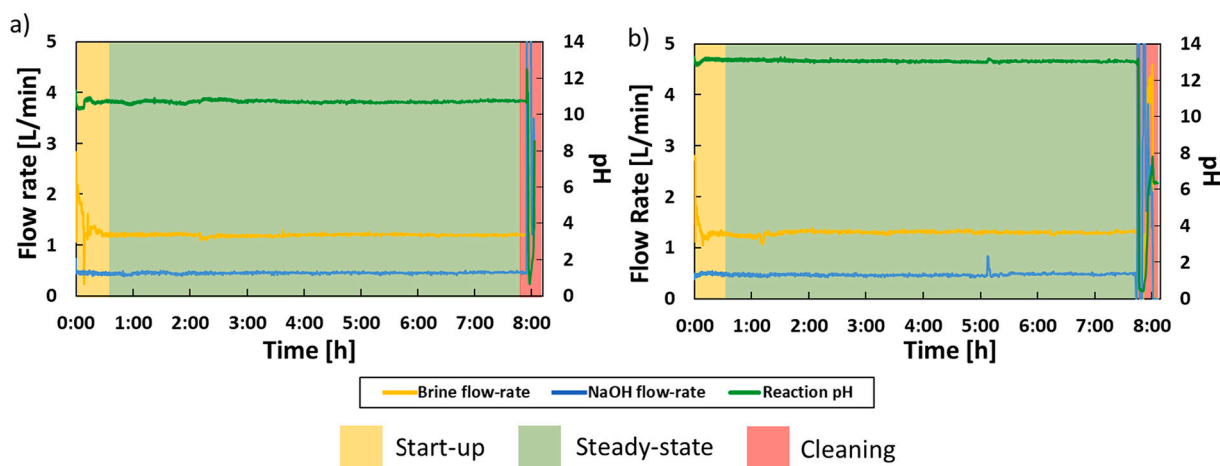 a)
5
4
3
2
1
0
Flow rate [L/min]
14
12
10
8
6
4
2
0
pH
0:00 1:00 2:00 3:00 4:00 5:00 6:00 7:00 8:00
Time [h]
b)
5
4
3
2
1
0
Flow Rate [L/min]
14
12
10
8
6
4
2
0
pH
0:00 1:00 2:00 3:00 4:00 5:00 6:00 7:00 8:00
Time [h]
Brine flow-rate NaOH flow-rate Reaction pH
Start-up Steady-state Cleaning